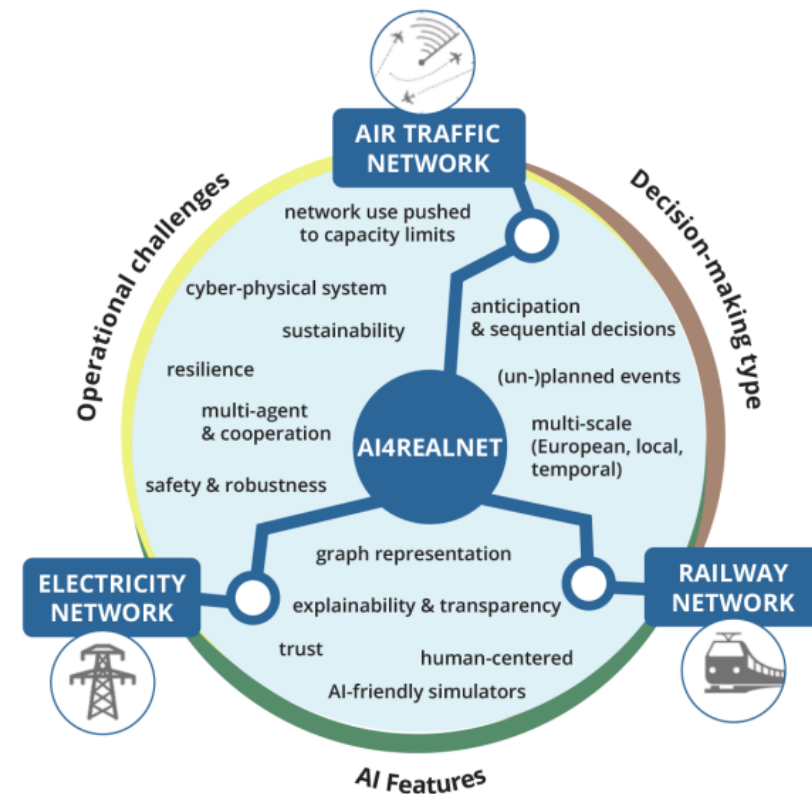 AIR TRAFFIC
NETWORK
Operational challenges
Decision-making type
network use pushed
to capacity limits
cyber-physical system
sustainability
resilience
multi-agent
& cooperation
safety & robustness
anticipation
& sequential decisions
(un-)planned events
multi-scale
(European, local,
temporal)
AI4REALNET
graph representation
explainability & transparency
trust
human-centered
AI-friendly simulators
ELECTRICITY
NETWORK
RAILWAY
NETWORK
AI Features